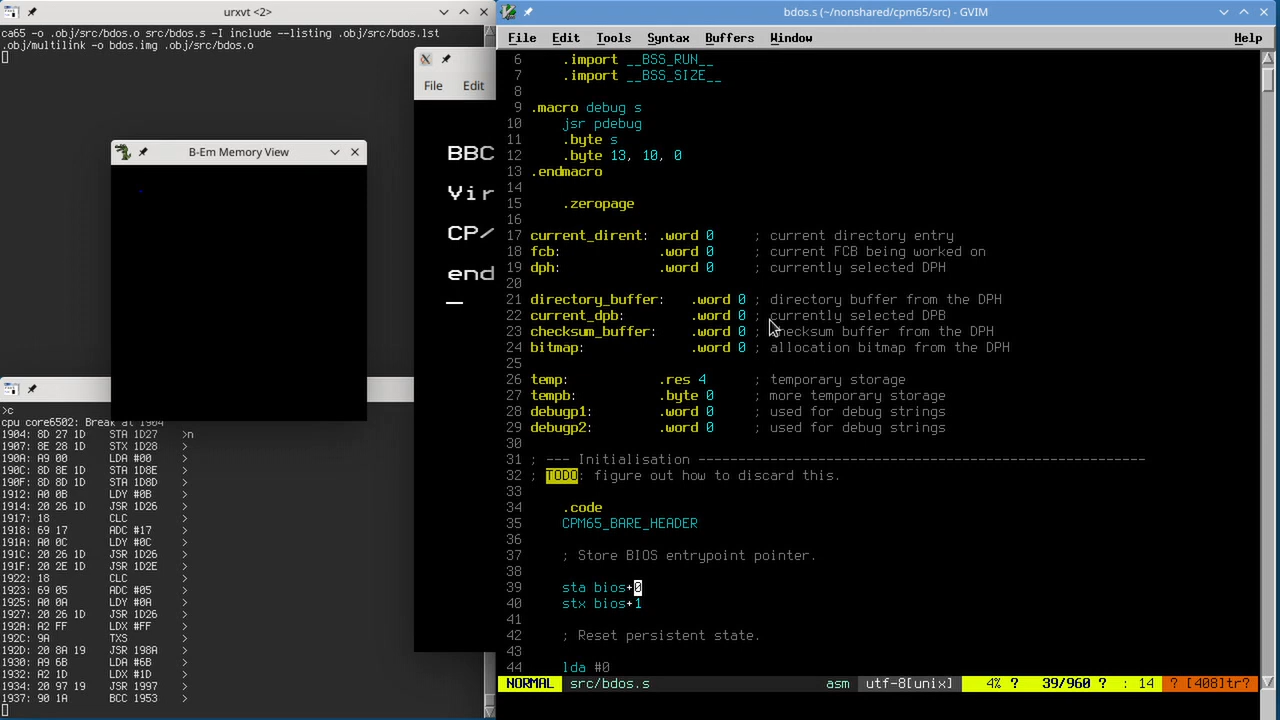 urxvt <2>
ca65 -o .obj/bdos.o src/bdos.s -I include --listing .obj/src/bdos.lst
.obj/multilink -o bdos.img .obj/src/bdos.o
B-Em Memory View
File Edit
BBC
Vir
CP/
end
>c
cpu core6502: Break at 1904
1904: 8D 27 1D STA 1D27 >n
1907: 8E 28 1D STX 1D28 >
190A: A9 00 LDA #00 >
190C: 8D 8E 1D STA 1D8E >
190F: 8D 8D 1D STA 1D8D >
1912: A0 0B LDY #0B >
1914: 20 26 1D JSR 1D26 >
1917: 18 CLC >
1918: 69 17 ADC #17 >
191A: A0 0C LDY #0C >
191C: 20 26 1D JSR 1D26 >
191F: 20 2E 1D JSR 1D2E >
1922: 18 CLC >
1923: 69 05 ADC #05 >
1925: A0 0A LDY #0A >
1927: 20 26 1D JSR 1D26 >
192A: A2 FF LDX #FF >
192C: 9A TXS >
192D: 20 8A 19 JSR 198A >
1930: A9 6B LDA #6B >
1932: A2 1D LDX #1D >
1934: 20 97 19 JSR 1997 >
1937: 90 1A BCC 1953 >
bdos.s (~/nonshared/cpm65/src) - GVIM
File Edit Tools Syntax Buffers Window Help
6 .import __BSS_RUN__
7 .import __BSS_SIZE__
8
9 .macro debug s
10 jsr pdebug
11 .byte s
12 .byte 13, 10, 0
13 .endmacro
14
15 .zeropage
16
17 current_dirent: .word 0 ; current directory entry
18 fcb: .word 0 ; current FCB being worked on
19 dph: .word 0 ; currently selected DPH
20
21 directory_buffer: .word 0 ; directory buffer from the DPH
22 current_dpb: .word 0 ; currently selected DPB
23 checksum_buffer: .word 0 ; checksum buffer from the DPH
24 bitmap: .word 0 ; allocation bitmap from the DPH
25
26 temp: .res 4 ; temporary storage
27 tempb: .byte 0 ; more temporary storage
28 debugp1: .word 0 ; used for debug strings
29 debugp2: .word 0 ; used for debug strings
30
31 ; --- Initialisation --------------------------------------------------------
32 ; TODO: figure out how to discard this.
33
34 .code
35 CPM65_BARE_HEADER
36
37 ; Store BIOS entrypoint pointer.
38
39 sta bios+0
40 stx bios+1
41
42 ; Reset persistent state.
43
44 lda #0
NORMAL src/bdos.s asm utf-8[unix] 4% ? 39/960 ? : 14 ? [408]tr?